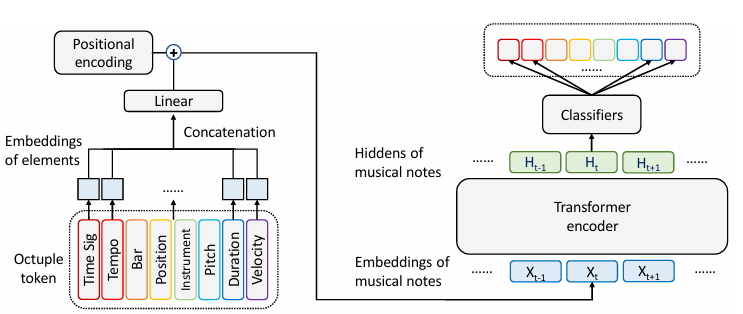 Positional
encoding
+
Linear
Concatenation
Embeddings
of elements
......
Octuple
token
Time Sig
Tempo
Bar
Position
Instrument
Pitch
Duration
Velocity
......
Classifiers
Hiddens of
musical notes
...... Ht-1 Ht Ht+1 ......
Transformer
encoder
Embeddings of
musical notes
...... Xt-1 Xt Xt+1 ......